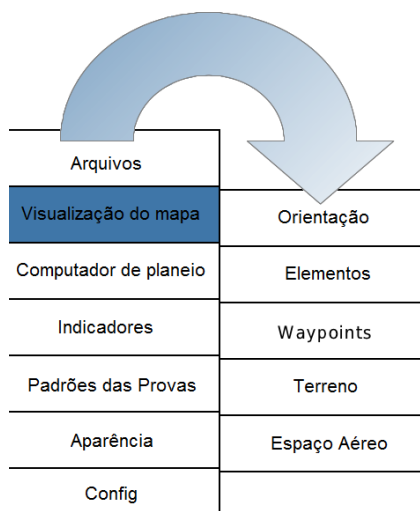 Arquivos
Visualização do mapa
Computador de planeio
Indicadores
Padrões das Provas
Aparência
Config
Orientação
Elementos
Waypoints
Terreno
Espaço Aéreo